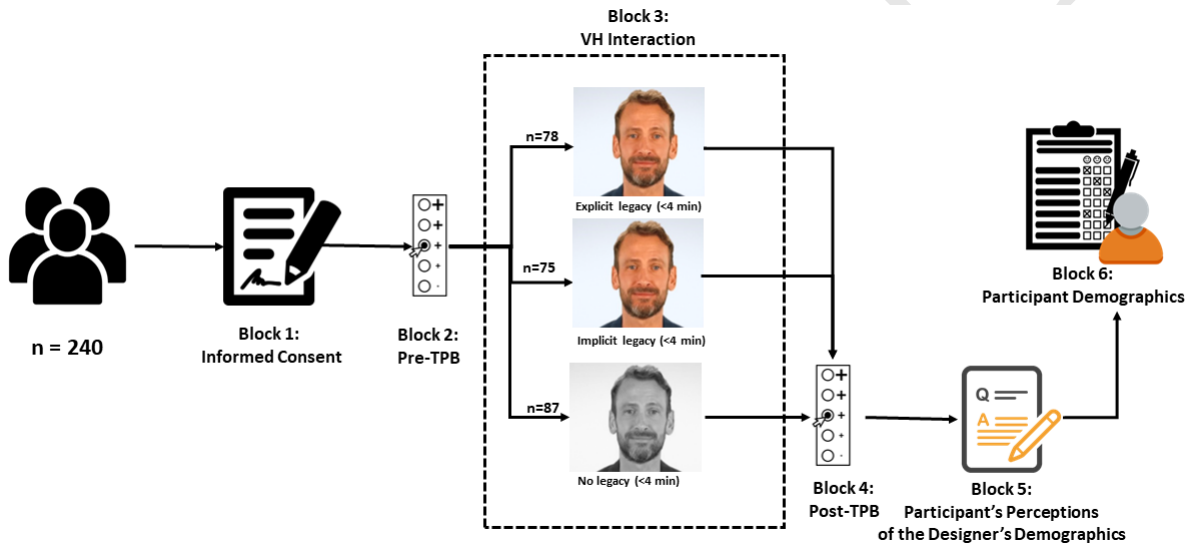 Block 3:
VH Interaction
n=78
Explicit legacy (<4 min)
n = 240
Block 1:
Informed Consent
Block 2:
Pre-TPB
n=75
Implicit legacy (<4 min)
n=87
No legacy (<4 min)
Block 4:
Post-TPB
Q
A
Block 5:
Participant's Perceptions
of the Designer's Demographics
Block 6:
Participant Demographics